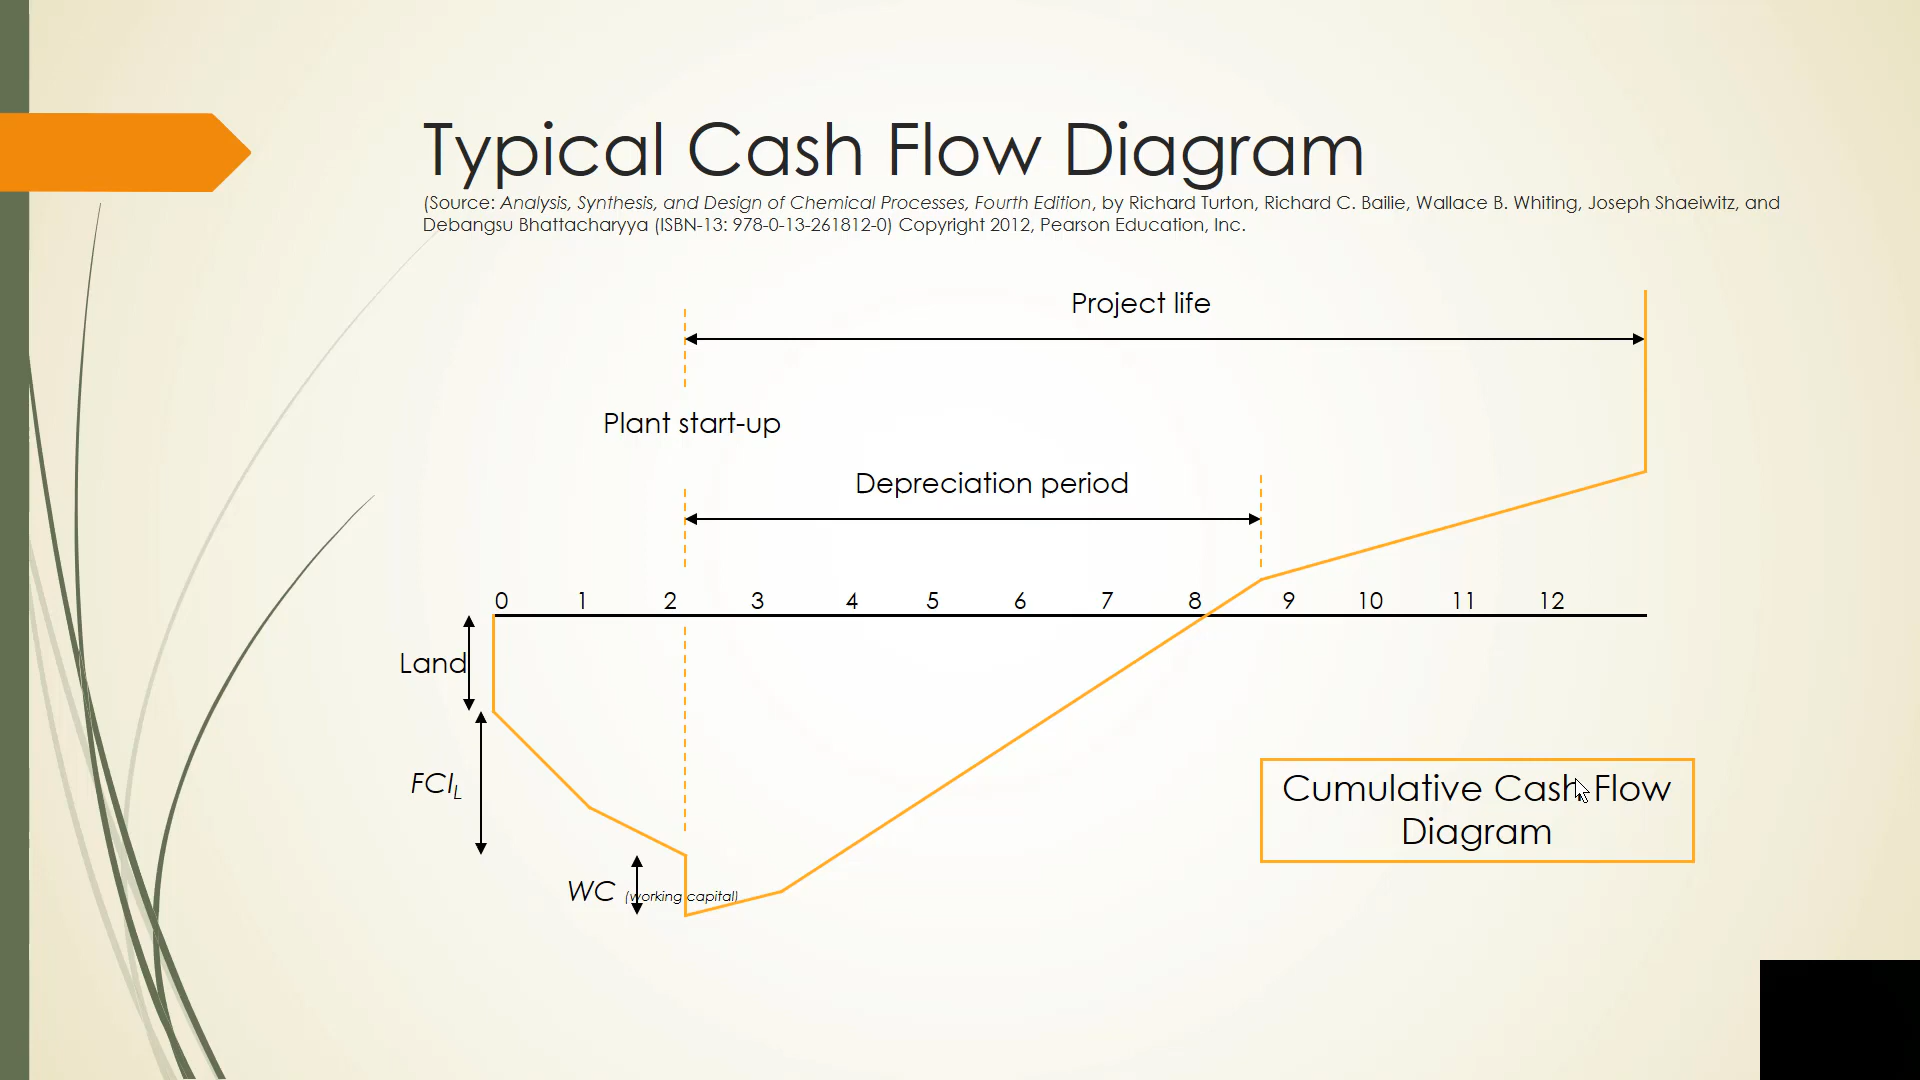 Typical Cash Flow Diagram
(Source: Analysis, Synthesis, and Design of Chemical Processes, Fourth Edition, by Richard Turton, Richard C. Bailie, Wallace B. Whiting, Joseph Shaeiwitz, and
Debangsu Bhattacharyya (ISBN-13: 978-0-13-261812-0) Copyright 2012, Pearson Education, Inc.
Project life
Plant start-up
Depreciation period
0 1 2 3 4 5 6 7 8 9 10 11 12
Land
FCI_L
WC (working capital)
Cumulative Cash Flow
Diagram